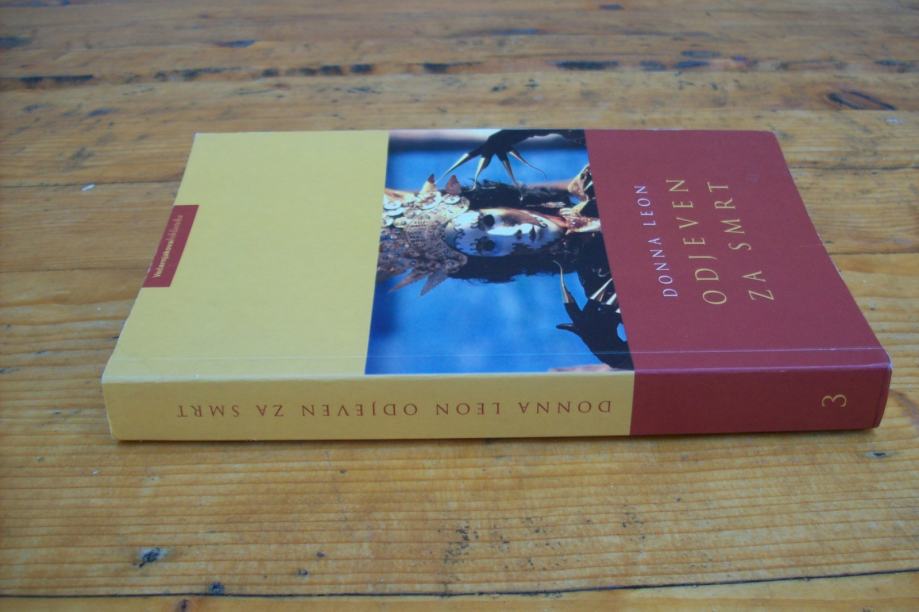 DONNA LEON
ODJEVEN
ZA SMRT
DONNA LEON ODJEVEN ZA SMRT
3